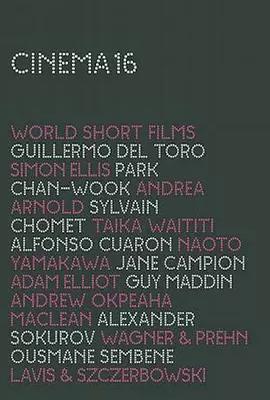 CINEMA16
WORLD SHORT FILMS
GUILLERMO DEL TORO
SIMON ELLIS PARK
CHAN-WOOK ANDREA
ARNOLD SYLVAIN
CHOMET TAIKA WAITITI
ALFONSO CUARON NAOTO
YAMAKAWA JANE CAMPION
ADAM ELLIOT GUY MADDIN
ANDREW OKPEAHA
MACLEAN ALEXANDER
SOKUROV WAGNER & PREHN
OUSMANE SEMBENE
LAVIS & SZCZERBOWSKI